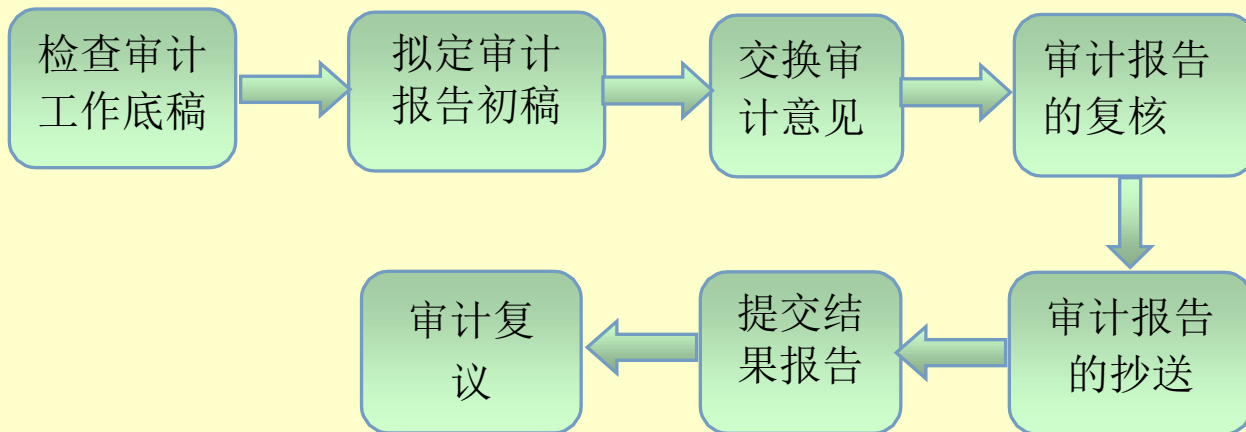 检查审计
工作底稿
拟定审计
报告初稿
交换审
计意见
审计报告
的复核
审计报告
的抄送
提交结
果报告
审计复
议